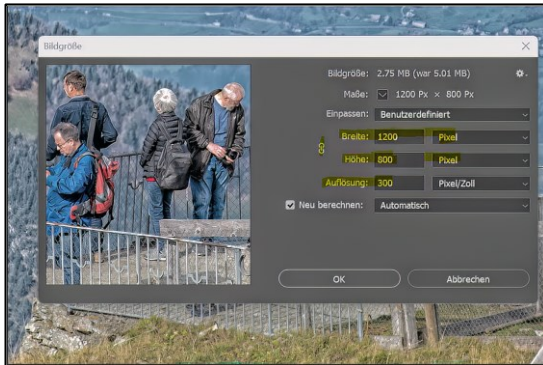 Bildgröße
Bildgröße: 2.75 MB (war 5.01 MB)
Maße: 1200 Px × 800 Px
Einpassen: Benutzerdefiniert
Breite: 1200 Pixel
Höhe: 800 Pixel
Auflösung: 300 Pixel/Zoll
Neu berechnen: Automatisch
OK Abbrechen